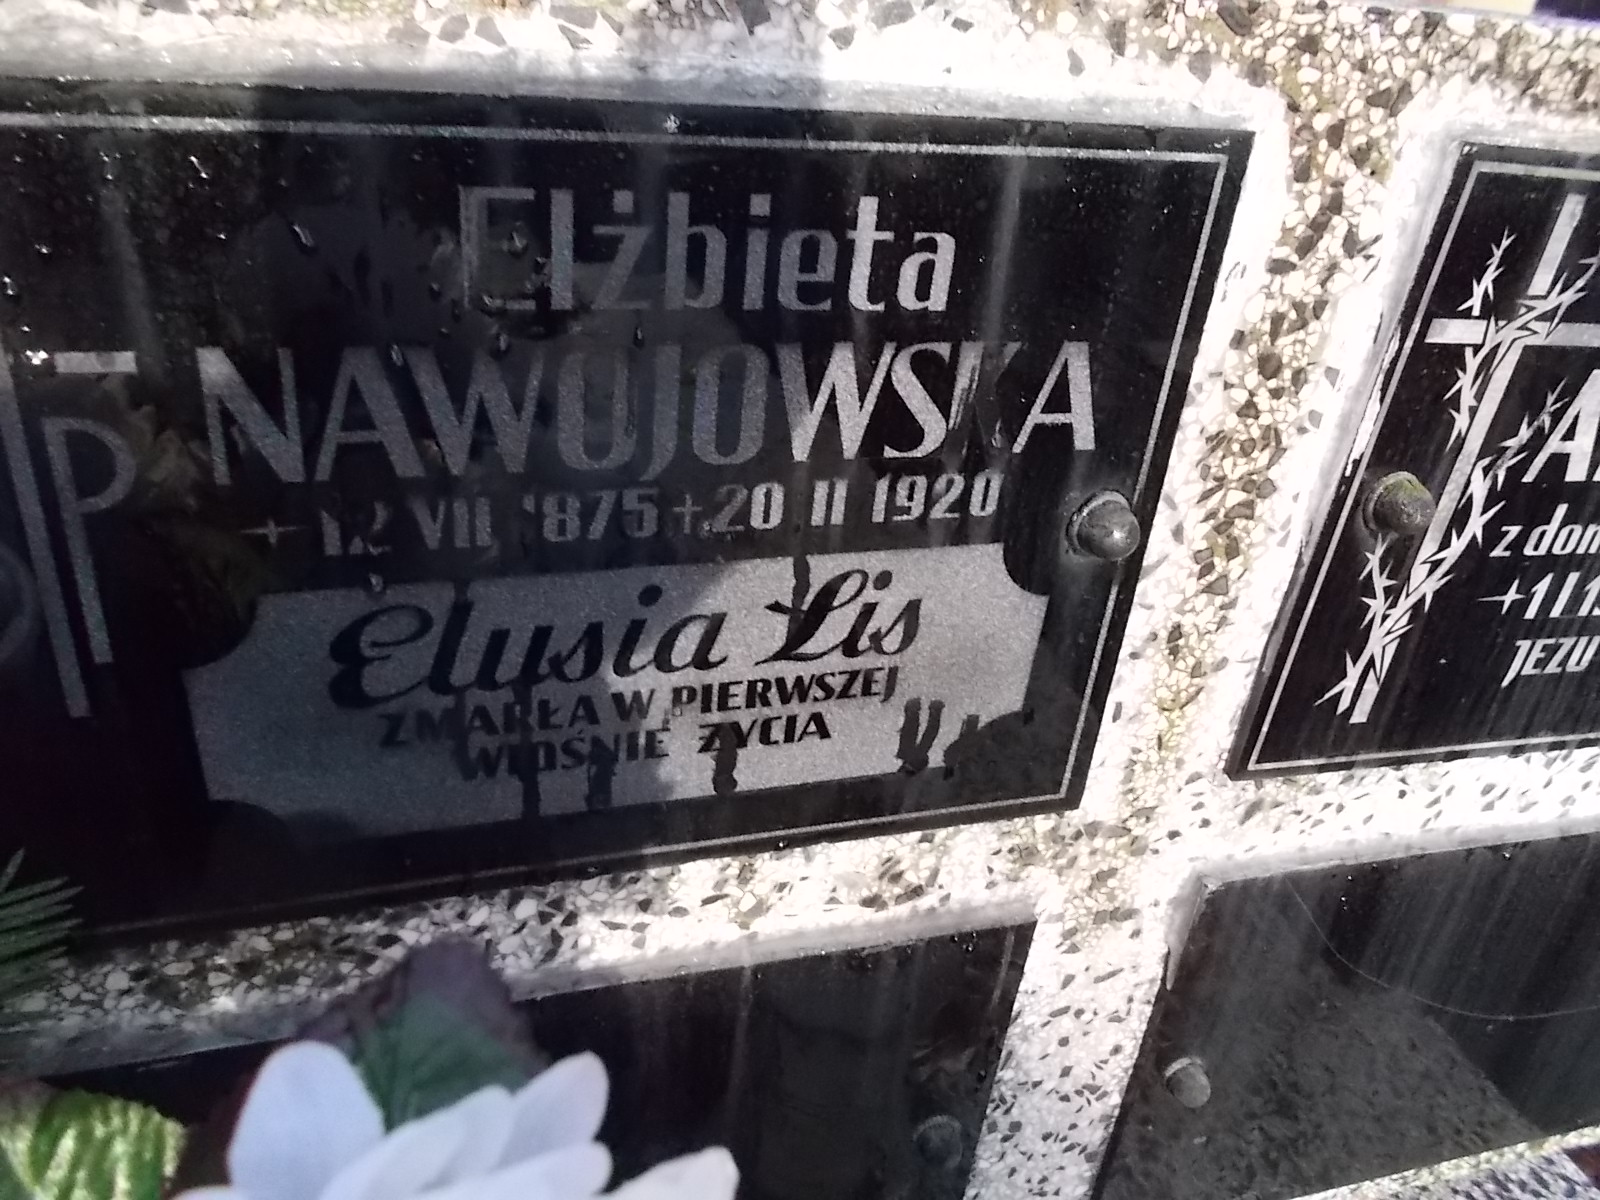 Elżbieta
P NAWOJOWSKA
+ 12 VII 1875 + 20 II 1920
Elusia Lis
ZMARŁA W PIERWSZEJ
WIOŚNIE ŻYCIA
z dom
JEZU